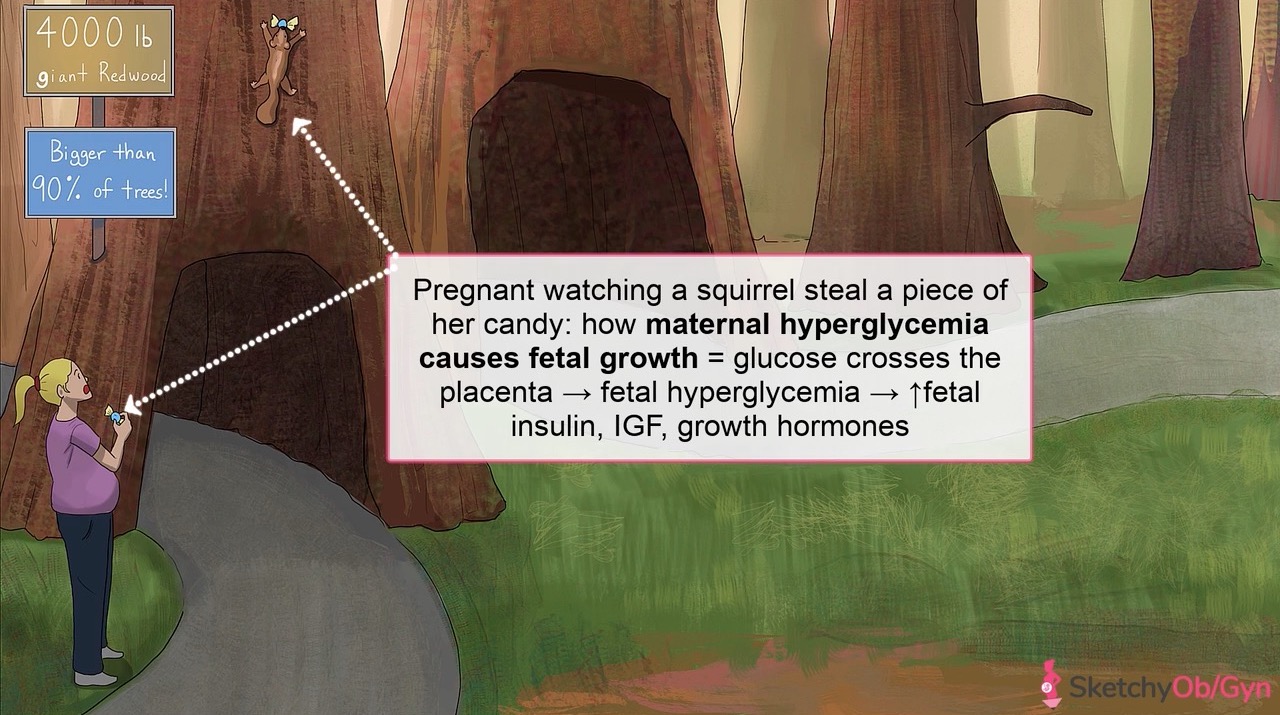 4000 lb
giant Redwood
Bigger than
90% of trees!
Pregnant watching a squirrel steal a piece of
her candy: how maternal hyperglycemia
causes fetal growth = glucose crosses the
placenta → fetal hyperglycemia → ↑fetal
insulin, IGF, growth hormones
SketchyOb/Gyn